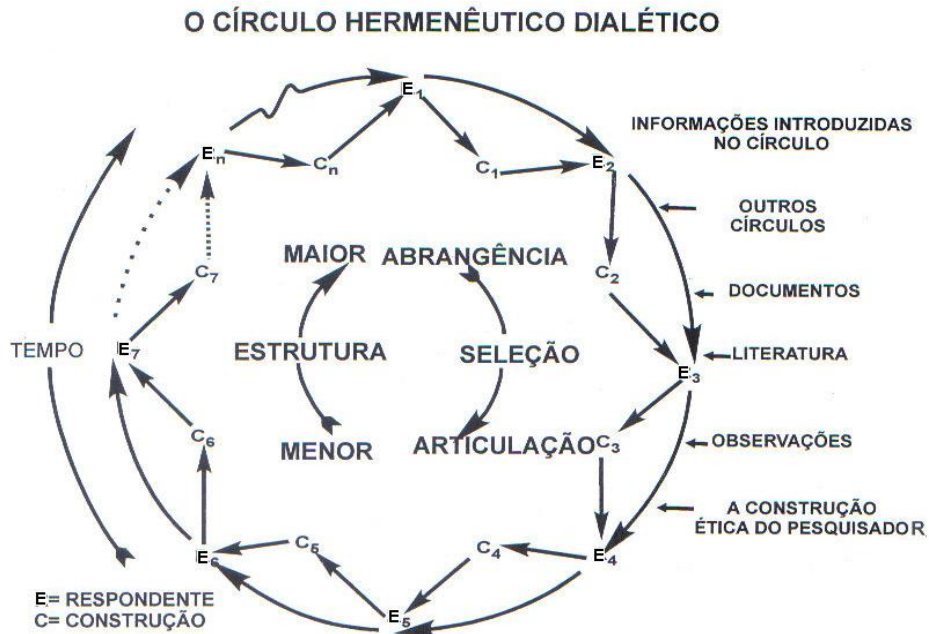 O CÍRCULO HERMENÊUTICO DIALÉTICO
E₁
INFORMAÇÕES INTRODUZIDAS
NO CÍRCULO
Eₙ
Cₙ
C₁
E₂
OUTROS
CÍRCULOS
MAIOR
ABRANGÊNCIA
C₇
C₂
DOCUMENTOS
TEMPO
E₇
ESTRUTURA
SELEÇÃO
LITERATURA
E₃
C₆
MENOR
ARTICULAÇÃO
C₃
OBSERVAÇÕES
A CONSTRUÇÃO
ÉTICA DO PESQUISADOR
E₆
C₅
C₄
E₄
E₅
E= RESPONDENTE
C= CONSTRUÇÃO